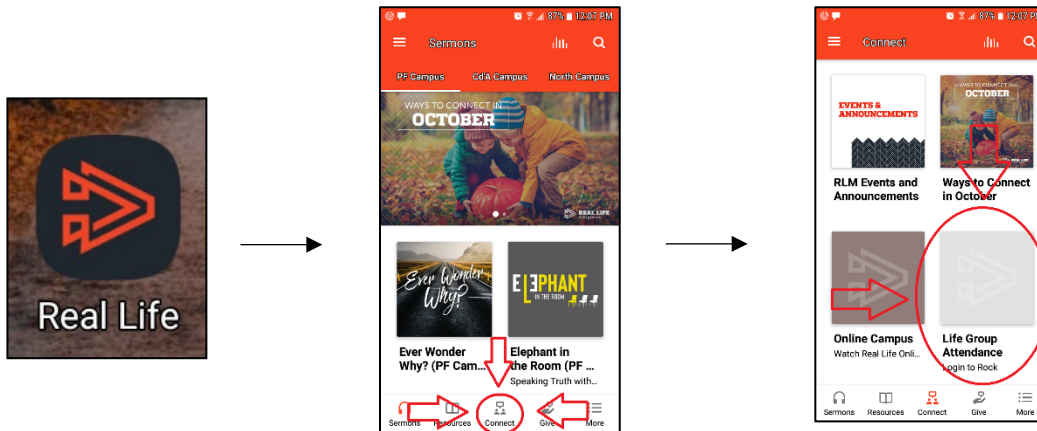 Real Life
87% 12:07 PM
Sermons
PF Campus CdA Campus North Campus
WAYS TO CONNECT IN
OCTOBER
REAL LIFE
Ever Wonder
Why?
ELEPHANT
IN THE ROOM
Ever Wonder
Why? (PF Cam...
Elephant in
the Room (PF ...
Speaking Truth with...
Sermons Resources Connect Give More
87% 12:07 PM
Connect
EVENTS &
ANNOUNCEMENTS
WAYS TO CONNECT IN
OCTOBER
RLM Events and
Announcements
Ways to Connect
in October
Online Campus
Watch Real Life Onli...
Life Group
Attendance
Login to Rock
Sermons Resources Connect Give More